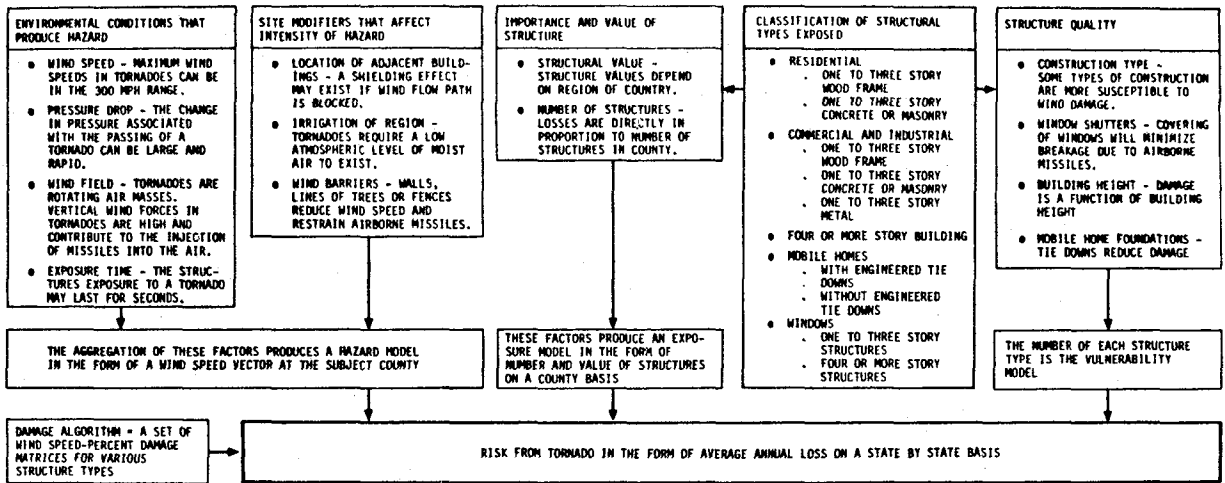 ENVIRONMENTAL CONDITIONS THAT
PRODUCE HAZARD
● WIND SPEED - MAXIMUM WIND
SPEEDS IN TORNADOES CAN BE
IN THE 300 MPH RANGE.
● PRESSURE DROP - THE CHANGE
IN PRESSURE ASSOCIATED
WITH THE PASSING OF A
TORNADO CAN BE LARGE AND
RAPID.
● WIND FIELD - TORNADOES ARE
ROTATING AIR MASSES.
VERTICAL WIND FORCES IN
TORNADOES ARE HIGH AND
CONTRIBUTE TO THE INJECTION
OF MISSILES INTO THE AIR.
● EXPOSURE TIME - THE STRUC-
TURES EXPOSURE TO A TORNADO
MAY LAST FOR SECONDS.
SITE MODIFIERS THAT AFFECT
INTENSITY OF HAZARD
● LOCATION OF ADJACENT BUILD-
INGS - A SHIELDING EFFECT
MAY EXIST IF WIND FLOW PATH
IS BLOCKED.
● IRRIGATION OF REGION -
TORNADOES REQUIRE A LOW
ATMOSPHERIC LEVEL OF MOIST
AIR TO EXIST.
● WIND BARRIERS - WALLS,
LINES OF TREES OR FENCES
REDUCE WIND SPEED AND
RESTRAIN AIRBORNE MISSILES.
IMPORTANCE AND VALUE OF
STRUCTURE
● STRUCTURAL VALUE -
STRUCTURE VALUES DEPEND
ON REGION OF COUNTRY.
● NUMBER OF STRUCTURES -
LOSSES ARE DIRECTLY IN
PROPORTION TO NUMBER OF
STRUCTURES IN COUNTY.
CLASSIFICATION OF STRUCTURAL
TYPES EXPOSED
● RESIDENTIAL
. ONE TO THREE STORY
WOOD FRAME
. ONE TO THREE STORY
CONCRETE OR MASONRY
● COMMERCIAL AND INDUSTRIAL
. ONE TO THREE STORY
WOOD FRAME
. ONE TO THREE STORY
CONCRETE OR MASONRY
. ONE TO THREE STORY
METAL
● FOUR OR MORE STORY BUILDING
● MOBILE HOMES
. WITH ENGINEERED TIE
. DOWNS
. WITHOUT ENGINEERED
TIE DOWNS
● WINDOWS
. ONE TO THREE STORY
STRUCTURES
. FOUR OR MORE STORY
STRUCTURES
STRUCTURE QUALITY
● CONSTRUCTION TYPE -
SOME TYPES OF CONSTRUCTION
ARE MORE SUSCEPTIBLE TO
WIND DAMAGE.
● WINDOW SHUTTERS - COVERING
OF WINDOWS WILL MINIMIZE
BREAKAGE DUE TO AIRBORNE
MISSILES.
● BUILDING HEIGHT - DAMAGE
IS A FUNCTION OF BUILDING
HEIGHT
● MOBILE HOME FOUNDATIONS -
TIE DOWNS REDUCE DAMAGE
THE AGGREGATION OF THESE FACTORS PRODUCES A HAZARD MODEL
IN THE FORM OF A WIND SPEED VECTOR AT THE SUBJECT COUNTY
THESE FACTORS PRODUCE AN EXPO-
SURE MODEL IN THE FORM OF
NUMBER AND VALUE OF STRUCTURES
ON A COUNTY BASIS
THE NUMBER OF EACH STRUCTURE
TYPE IS THE VULNERABILITY
MODEL
DAMAGE ALGORITHM = A SET OF
WIND SPEED-PERCENT DAMAGE
MATRICES FOR VARIOUS
STRUCTURE TYPES
RISK FROM TORNADO IN THE FORM OF AVERAGE ANNUAL LOSS ON A STATE BY STATE BASIS